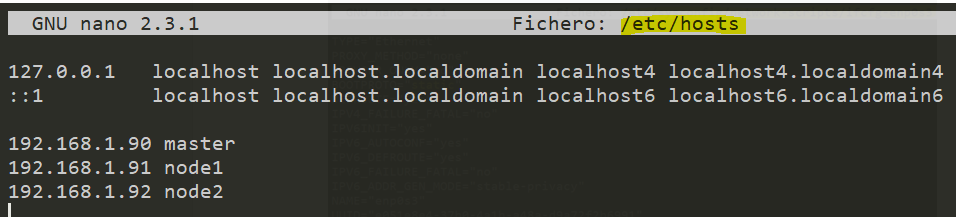 GNU nano 2.3.1 Fichero: /etc/hosts
127.0.0.1 localhost localhost.localdomain localhost4 localhost4.localdomain4
::1 localhost localhost.localdomain localhost6 localhost6.localdomain6
192.168.1.90 master
192.168.1.91 node1
192.168.1.92 node2